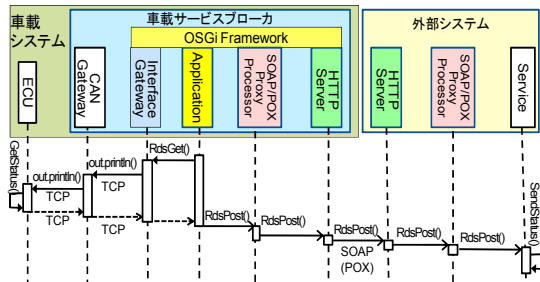 車載
システム
車載サービスブローカ
外部システム
OSGi Framework
ECU
CAN
Gateway
Interface
Gateway
Application
SOAP/POX
Proxy
Processor
HTTP
Server
HTTP
Server
SOAP/POX
Proxy
Processor
Service
GetStatus()
out.println()
TCP
TCP
out.println()
TCP
TCP
RdsGet()
RdsPost()
RdsPost()
RdsPost()
SOAP
(POX)
RdsPost()
RdsPost()
SendStatus()